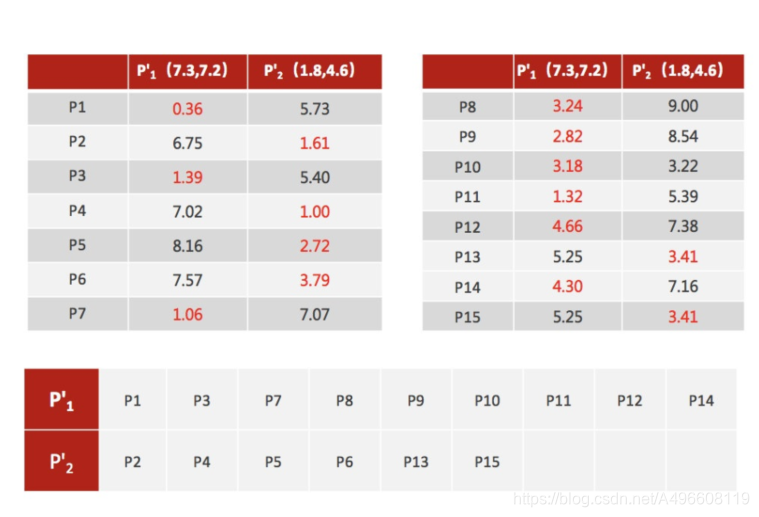 P'1 (7.3,7.2) P'2 (1.8,4.6)
P1 0.36 5.73
P2 6.75 1.61
P3 1.39 5.40
P4 7.02 1.00
P5 8.16 2.72
P6 7.57 3.79
P7 1.06 7.07
P'1 (7.3,7.2) P'2 (1.8,4.6)
P8 3.24 9.00
P9 2.82 8.54
P10 3.18 3.22
P11 1.32 5.39
P12 4.66 7.38
P13 5.25 3.41
P14 4.30 7.16
P15 5.25 3.41
P'1 P1 P3 P7 P8 P9 P10 P11 P12 P14
P'2 P2 P4 P5 P6 P13 P15
https://blog.csdn.net/A496608119